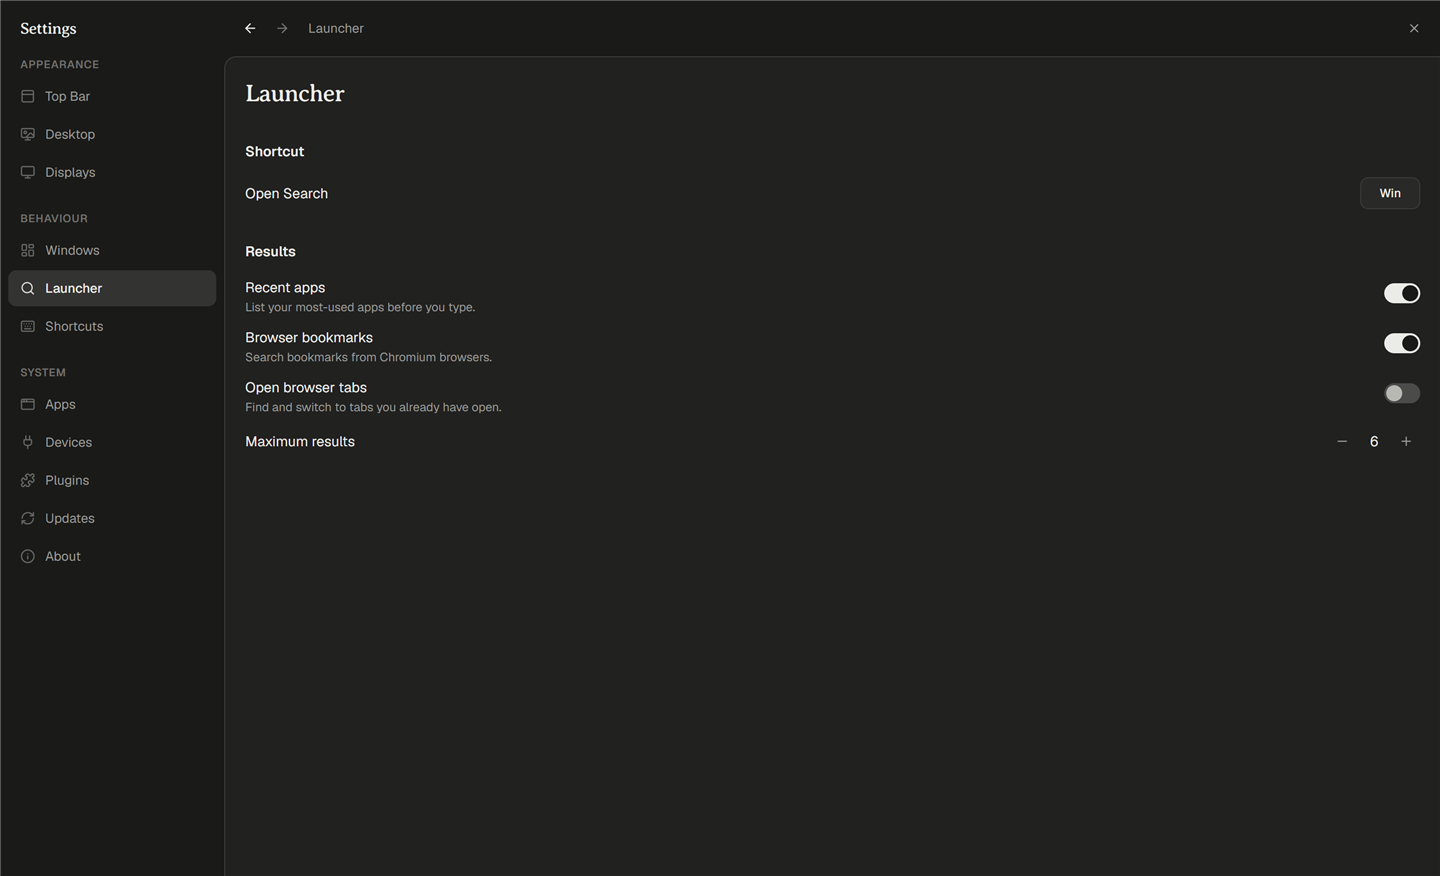 Settings
Launcher
APPEARANCE
Top Bar
Desktop
Displays
BEHAVIOUR
Windows
Launcher
Shortcuts
SYSTEM
Apps
Devices
Plugins
Updates
About
Launcher
Shortcut
Open Search
Win
Results
Recent apps
List your most-used apps before you type.
Browser bookmarks
Search bookmarks from Chromium browsers.
Open browser tabs
Find and switch to tabs you already have open.
Maximum results
6